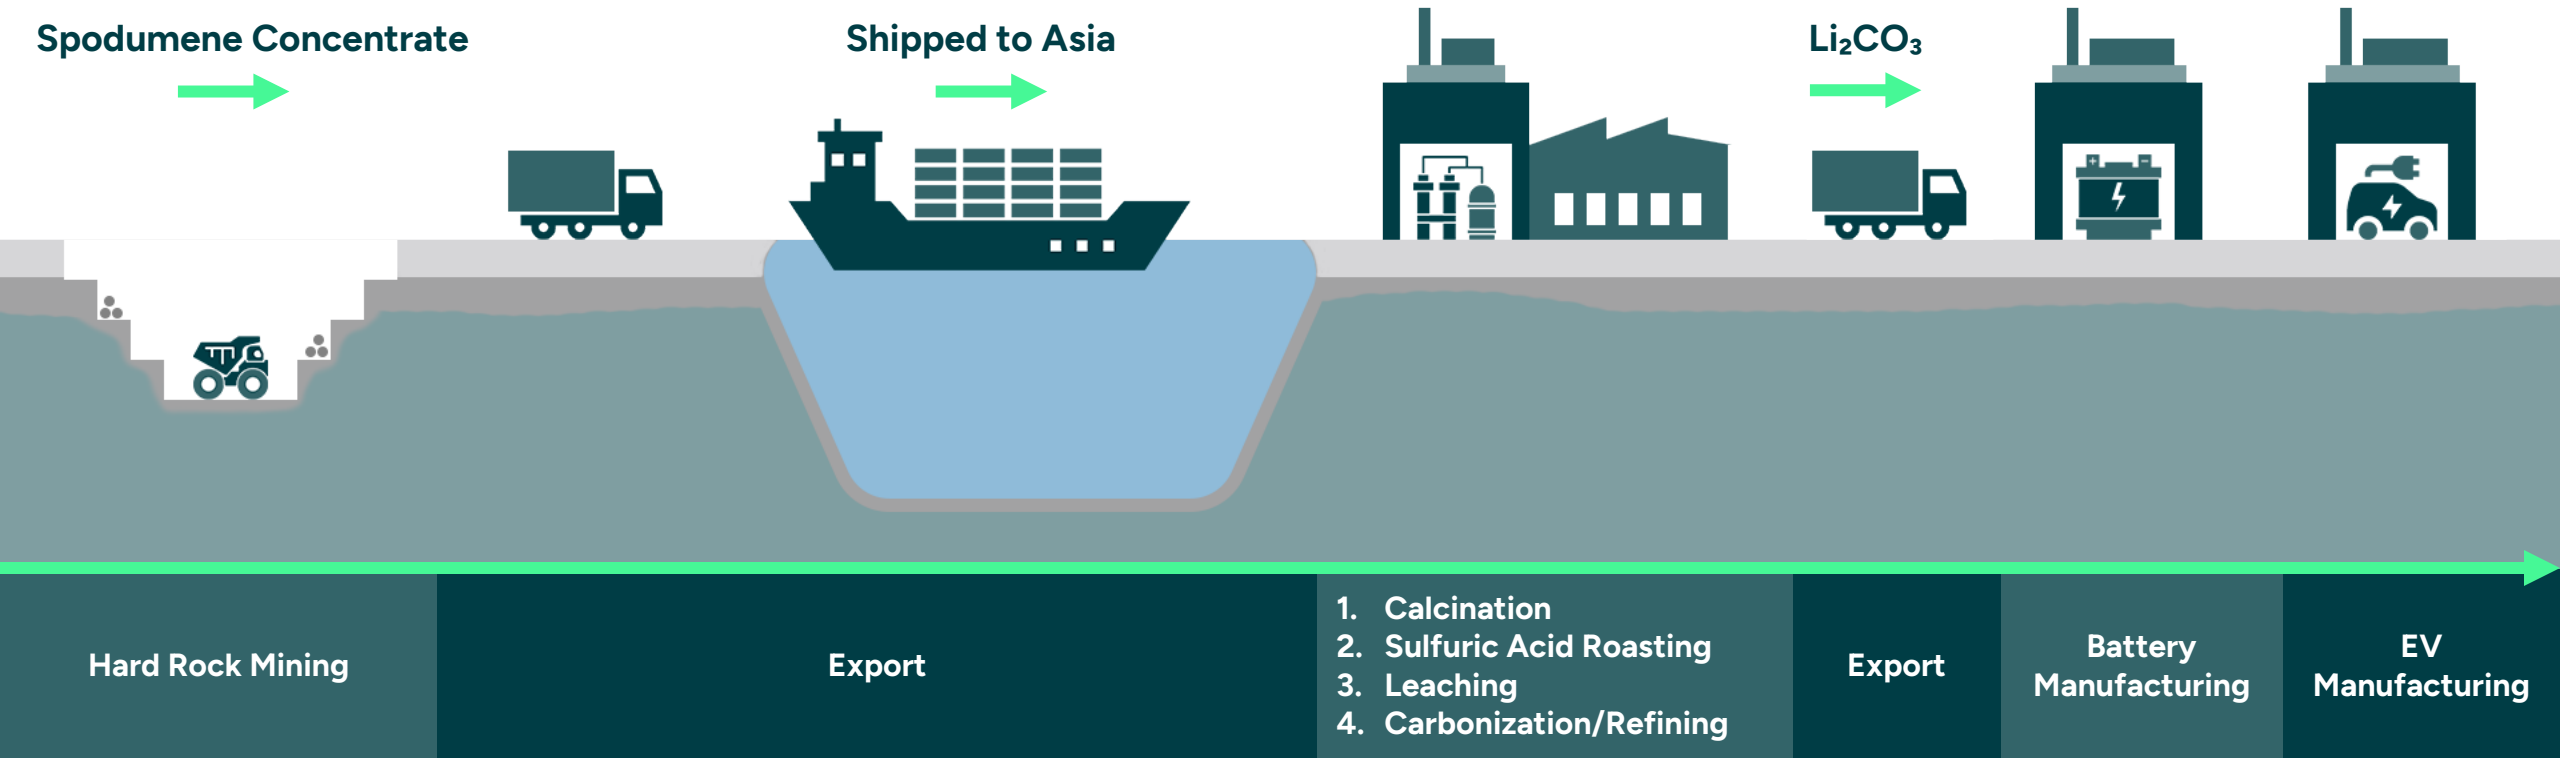 Spodumene Concentrate
Shipped to Asia
Li₂CO₃
Hard Rock Mining
Export
1. Calcination
2. Sulfuric Acid Roasting
3. Leaching
4. Carbonization/Refining
Export
Battery
Manufacturing
EV
Manufacturing